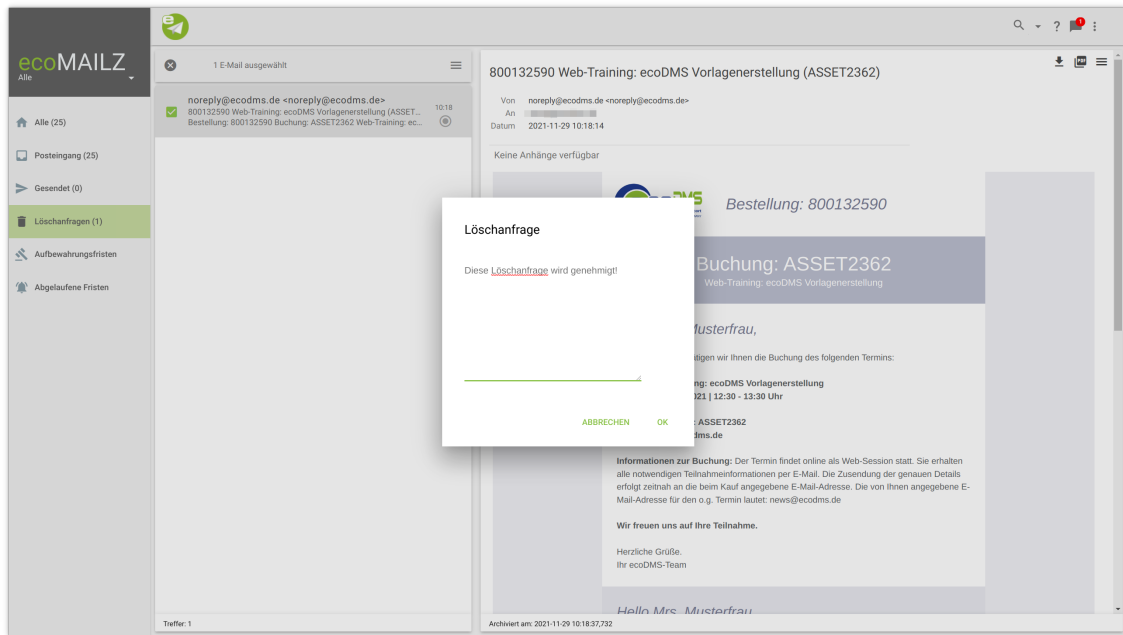 ecoMAILZ
Alle
Alle (25)
Posteingang (25)
Gesendet (0)
Löschanfragen (1)
Aufbewahrungsfristen
Abgelaufene Fristen
e
1 E-Mail ausgewählt
noreply@ecodms.de <noreply@ecodms.de>
10:18
800132590 Web-Training: ecoDMS Vorlagenerstellung (ASSET...
Bestellung: 800132590 Buchung: ASSET2362 Web-Training: ec...
Treffer: 1
?
1
800132590 Web-Training: ecoDMS Vorlagenerstellung (ASSET2362)
PDF
Von noreply@ecodms.de <noreply@ecodms.de>
An
Datum 2021-11-29 10:18:14
Keine Anhänge verfügbar
Bestellung: 800132590
Buchung: ASSET2362
Web-Training: ecoDMS Vorlagenerstellung
Musterfrau,
wir Ihnen die Buchung des folgenden Termins:
ecoDMS Vorlagenerstellung
| 12:30 - 13:30 Uhr
ASSET2362
Informationen zur Buchung: Der Termin findet online als Web-Session statt. Sie erhalten
alle notwendigen Teilnahmeinformationen per E-Mail. Die Zusendung der genauen Details
erfolgt zeitnah an die beim Kauf angegebene E-Mail-Adresse. Die von Ihnen angegebene E-
Mail-Adresse für den o.g. Termin lautet: news@ecodms.de
Wir freuen uns auf Ihre Teilnahme.
Herzliche Grüße.
Ihr ecoDMS-Team
Hello Mrs. Musterfrau
Archiviert am: 2021-11-29 10:18:37,732
Löschanfrage
Diese Löschanfrage wird genehmigt!
ABBRECHEN OK